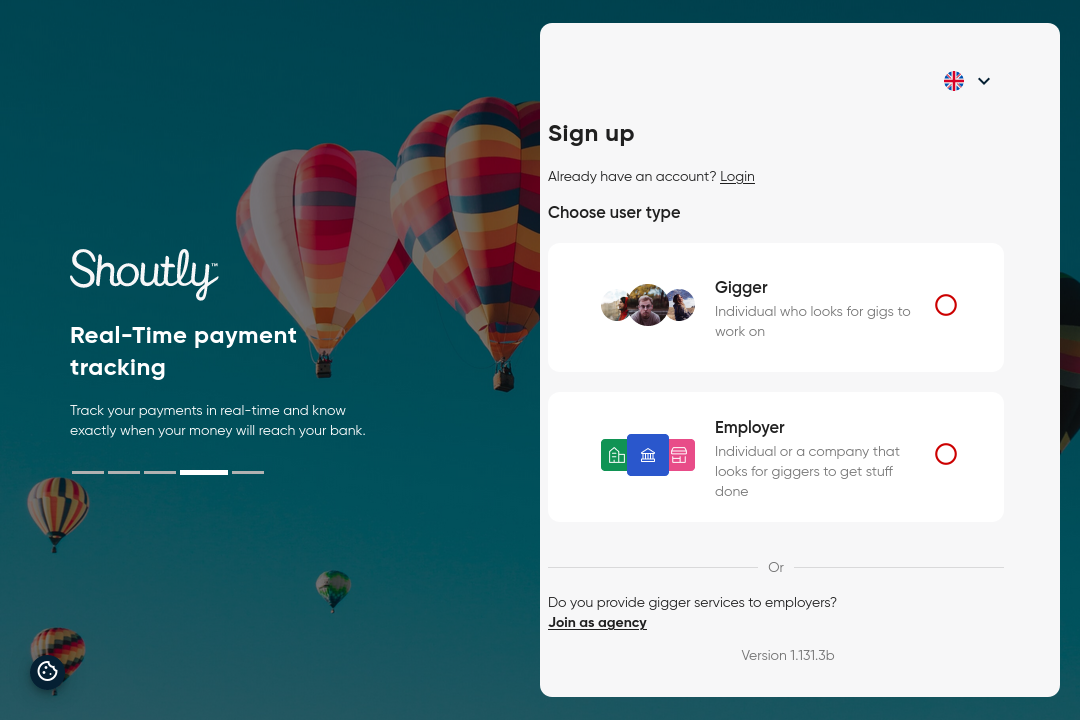 Shoutly™
Real-Time payment
tracking
Track your payments in real-time and know
exactly when your money will reach your bank.
Sign up
Already have an account? Login
Choose user type
Gigger
Individual who looks for gigs to
work on
Employer
Individual or a company that
looks for giggers to get stuff
done
Or
Do you provide gigger services to employers?
Join as agency
Version 1.131.3b